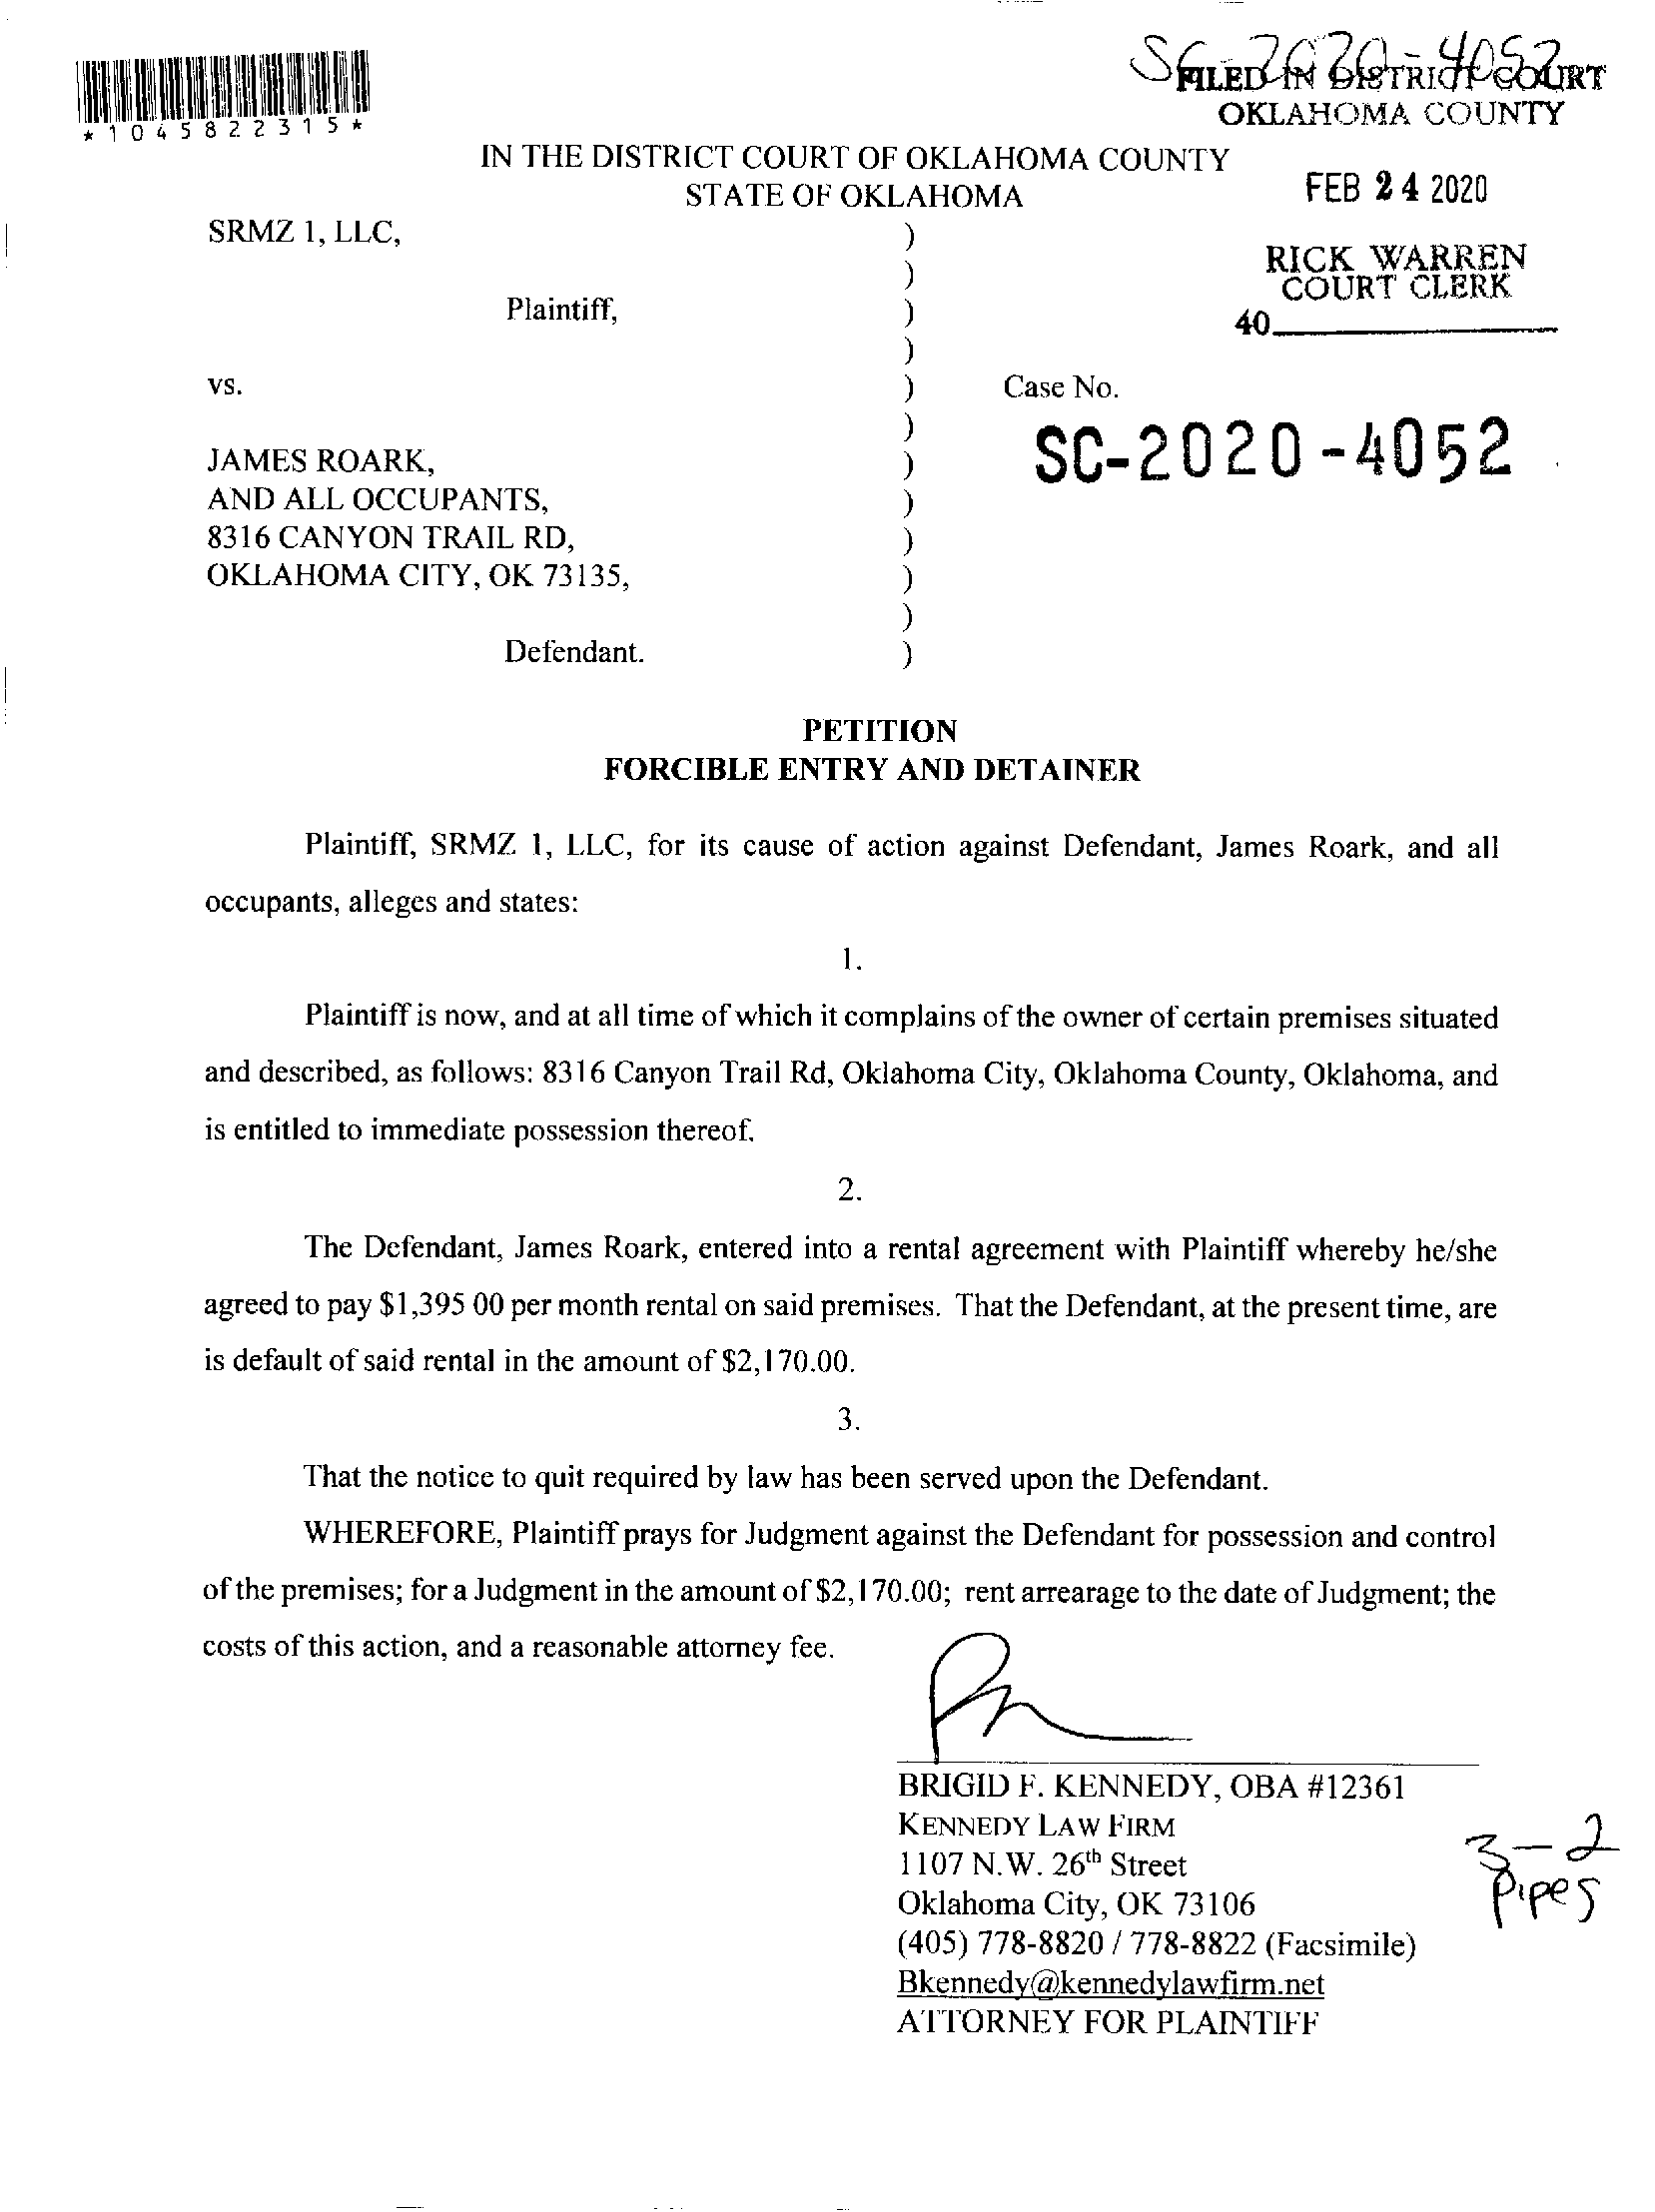 SC-2020-4052
FILED IN DISTRICT COURT
OKLAHOMA COUNTY
*1045822315*
IN THE DISTRICT COURT OF OKLAHOMA COUNTY
STATE OF OKLAHOMA
FEB 24 2020
SRMZ 1, LLC, )
)
RICK WARREN
COURT CLERK
Plaintiff, )
40
)
vs. ) Case No.
)
SC-2020-4052
JAMES ROARK, )
AND ALL OCCUPANTS, )
8316 CANYON TRAIL RD, )
OKLAHOMA CITY, OK 73135, )
)
Defendant. )
PETITION
FORCIBLE ENTRY AND DETAINER
Plaintiff, SRMZ 1, LLC, for its cause of action against Defendant, James Roark, and all
occupants, alleges and states:
1.
Plaintiff is now, and at all time of which it complains of the owner of certain premises situated
and described, as follows: 8316 Canyon Trail Rd, Oklahoma City, Oklahoma County, Oklahoma, and
is entitled to immediate possession thereof.
2.
The Defendant, James Roark, entered into a rental agreement with Plaintiff whereby he/she
agreed to pay $1,395 00 per month rental on said premises. That the Defendant, at the present time, are
is default of said rental in the amount of $2,170.00.
3.
That the notice to quit required by law has been served upon the Defendant.
WHEREFORE, Plaintiff prays for Judgment against the Defendant for possession and control
of the premises; for a Judgment in the amount of $2,170.00; rent arrearage to the date of Judgment; the
costs of this action, and a reasonable attorney fee.
BRIGID F. KENNEDY, OBA #12361
KENNEDY LAW FIRM
1107 N.W. 26th Street
Oklahoma City, OK 73106
(405) 778-8820 / 778-8822 (Facsimile)
Bkennedy@kennedylawfirm.net
ATTORNEY FOR PLAINTIFF
3-2
Pipes